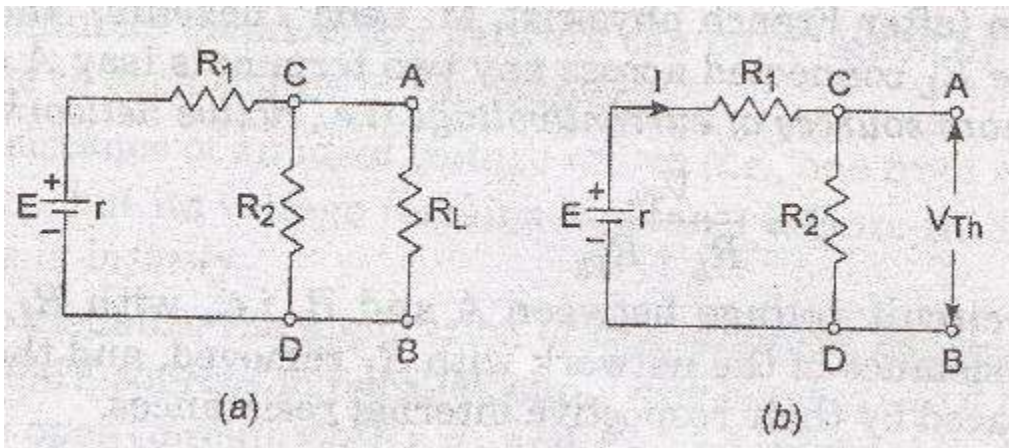 R1 C A
I R1 C A
E + - r R2 RL
E + - r R2 VTh
D B
D B
(a)
(b)